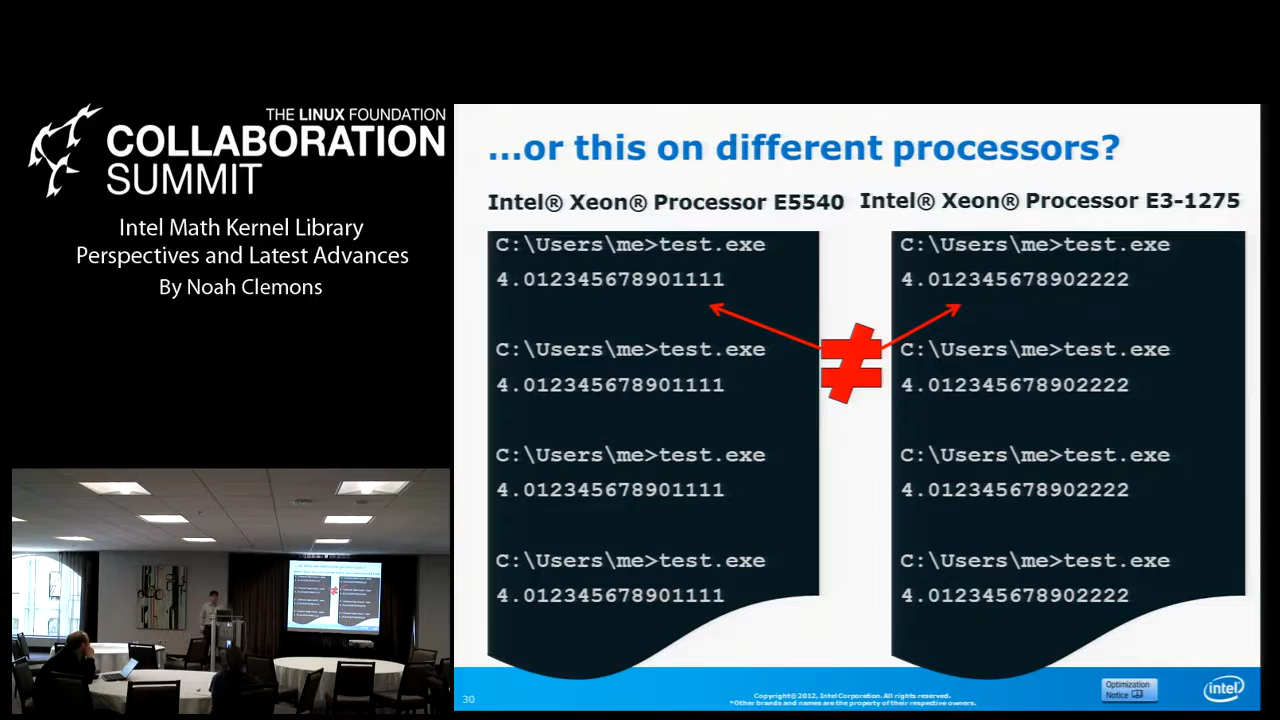 THE LINUX FOUNDATION
COLLABORATION
SUMMIT
Intel Math Kernel Library
Perspectives and Latest Advances
By Noah Clemons
...or this on different processors?
Intel® Xeon® Processor E5540
C:\Users\me>test.exe
4.012345678901111
C:\Users\me>test.exe
4.012345678901111
C:\Users\me>test.exe
4.012345678901111
C:\Users\me>test.exe
4.012345678901111
≠
Intel® Xeon® Processor E3-1275
C:\Users\me>test.exe
4.012345678902222
C:\Users\me>test.exe
4.012345678902222
C:\Users\me>test.exe
4.012345678902222
C:\Users\me>test.exe
4.012345678902222
30
Copyright© 2012, Intel Corporation. All rights reserved.
*Other brands and names are the property of their respective owners.
Optimization
Notice
intel
...or this on different processors?